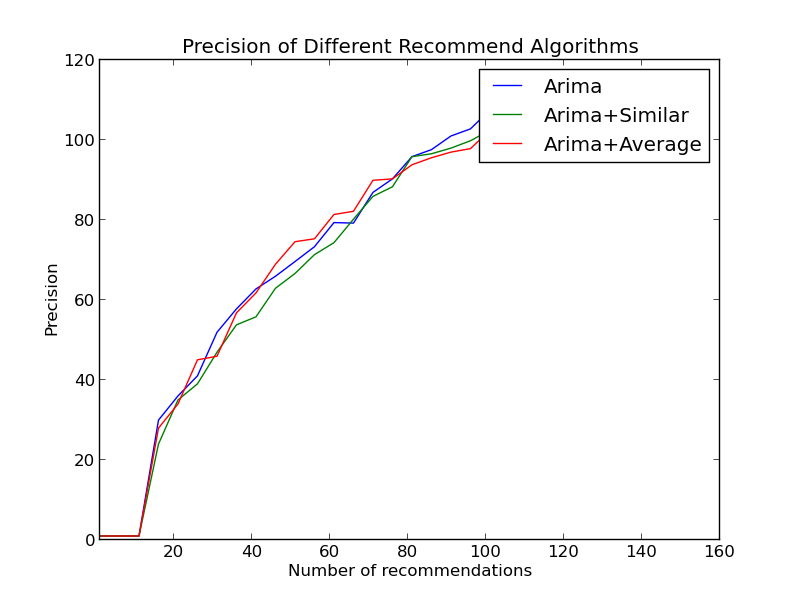 Precision of Different Recommend Algorithms
120
100
80
60
40
20
0
Precision
Arima
Arima+Similar
Arima+Average
20 40 60 80 100 120 140 160
Number of recommendations